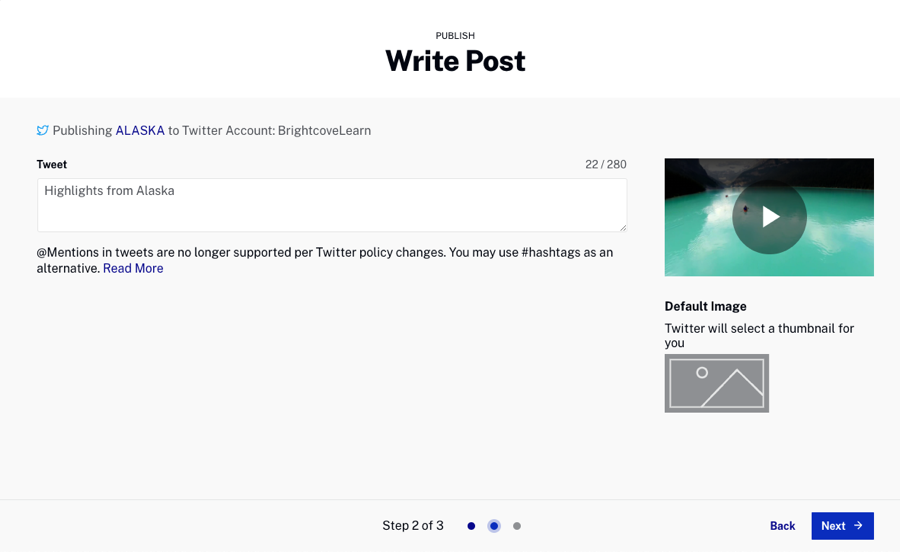 PUBLISH
Write Post
Publishing ALASKA to Twitter Account: BrightcoveLearn
Tweet
22 / 280
Highlights from Alaska
@Mentions in tweets are no longer supported per Twitter policy changes. You may use #hashtags as an
alternative. Read More
Default Image
Twitter will select a thumbnail for
you
Step 2 of 3
Back
Next